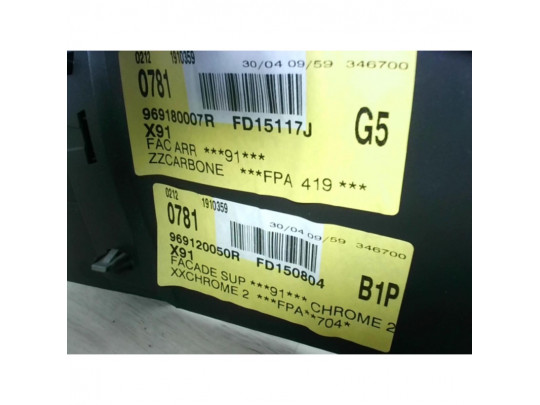 0212 1910359 30/04 09/59 346700
0781
969180007R FD15117J G5
X91
FAC ARR ***91***
ZZCARBONE ***FPA 419 ***
0212 1910359 30/04 09/59 346700
0781
969120050R FD150804 B1P
X91
FACADE SUP ***91*** CHROME 2
XXCHROME 2 ***FPA**704*